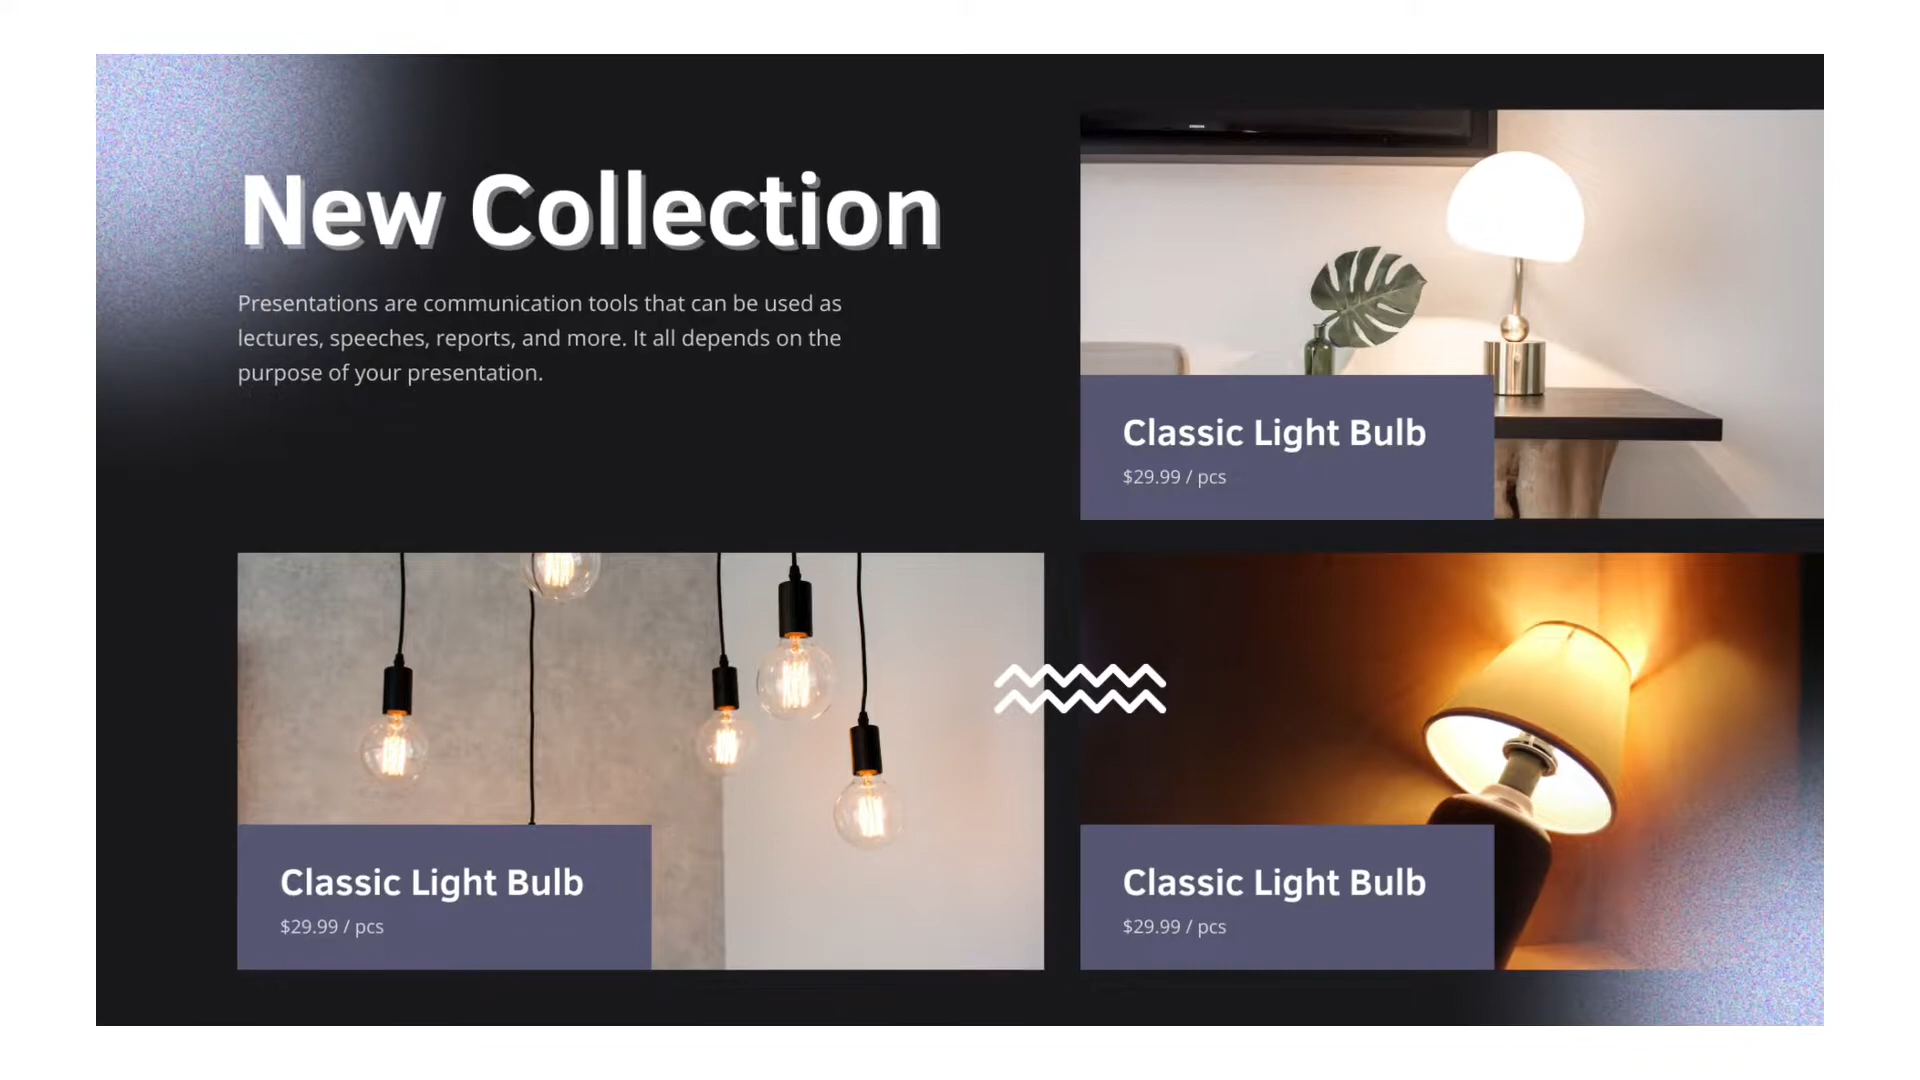 New Collection
Presentations are communication tools that can be used as
lectures, speeches, reports, and more. It all depends on the
purpose of your presentation.
Classic Light Bulb
$29.99 / pcs
Classic Light Bulb
$29.99 / pcs
Classic Light Bulb
$29.99 / pcs